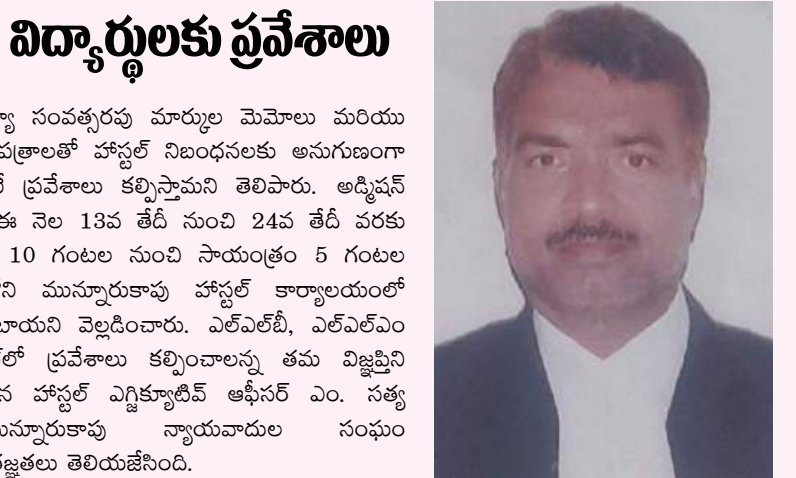 విద్యార్థులకు ప్రవేశాలు
సంవత్సరపు మార్కుల మెమోలు మరియు
హాస్టల్ నిబంధనలకు అనుగుణంగా
ప్రవేశాలు కల్పిస్తామని తెలిపారు. అడ్మిషన్
ఈ నెల 13వ తేదీ నుంచి 24వ తేదీ వరకు
10 గంటల నుంచి సాయంత్రం 5 గంటల
మున్నూరుకాపు హాస్టల్ కార్యాలయంలో
వెల్లడించారు. ఎల్ఎల్‌బీ, ఎల్ఎల్ఎం
ప్రవేశాలు కల్పించాలన్న తమ విజ్ఞప్తిని
హాస్టల్ ఎగ్జిక్యూటివ్ ఆఫీసర్ ఎం. సత్య
న్యాయవాదుల సంఘం
తెలియజేసింది.